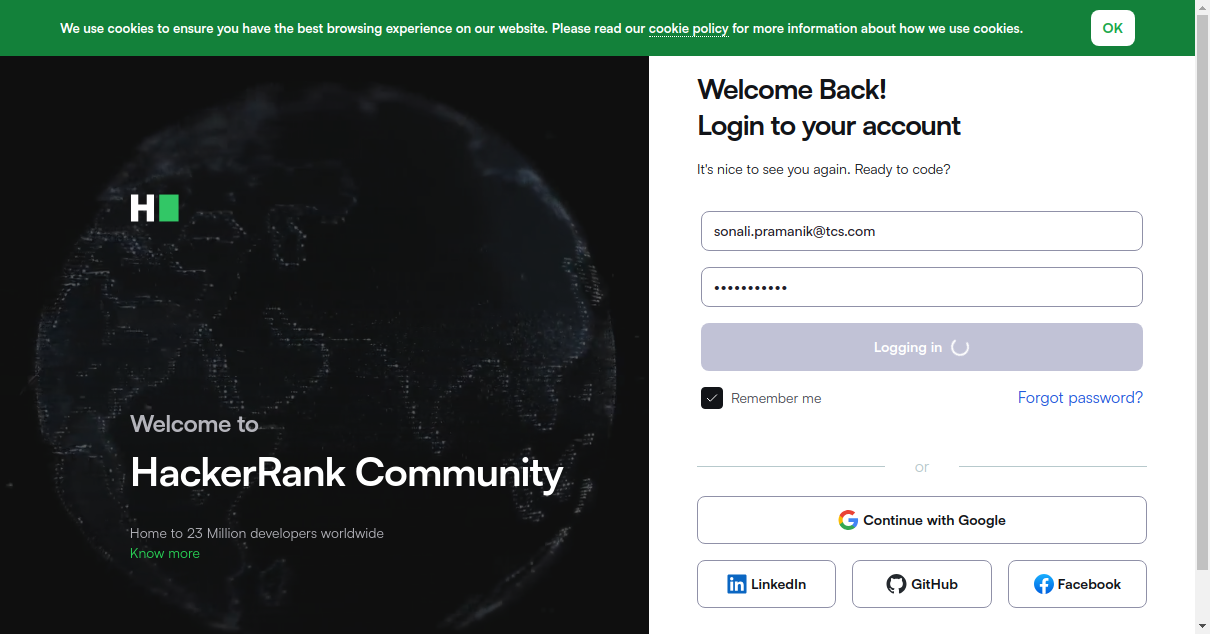 We use cookies to ensure you have the best browsing experience on our website. Please read our cookie policy for more information about how we use cookies.
OK
H
Welcome to
HackerRank Community
Home to 23 Million developers worldwide
Know more
Welcome Back!
Login to your account
It's nice to see you again. Ready to code?
sonali.pramanik@tcs.com
•••••••••••
Logging in
Remember me
Forgot password?
or
Continue with Google
LinkedIn
GitHub
Facebook